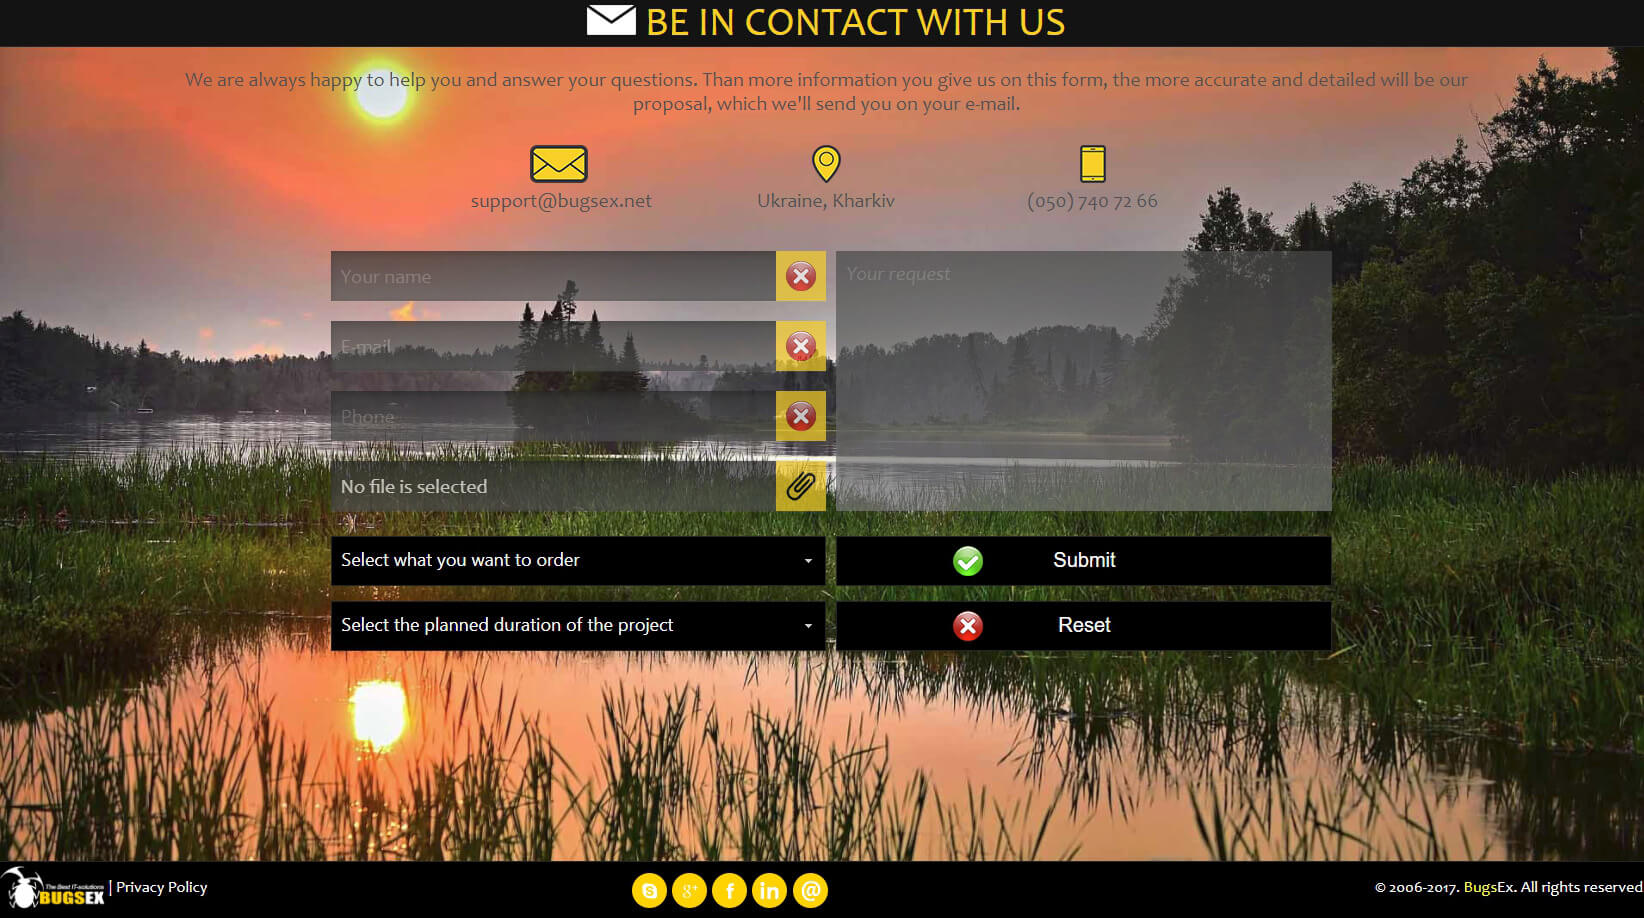 BE IN CONTACT WITH US
We are always happy to help you and answer your questions. Than more information you give us on this form, the more accurate and detailed will be our
proposal, which we'll send you on your e-mail.
support@bugsex.net
Ukraine, Kharkiv
(050) 740 72 66
Your name
Your request
E-mail
Phone
No file is selected
Select what you want to order
Submit
Select the planned duration of the project
Reset
The Best IT-solutions
BUGSEX
| Privacy Policy
g+
f
in
@
© 2006-2017. BugsEx. All rights reserved